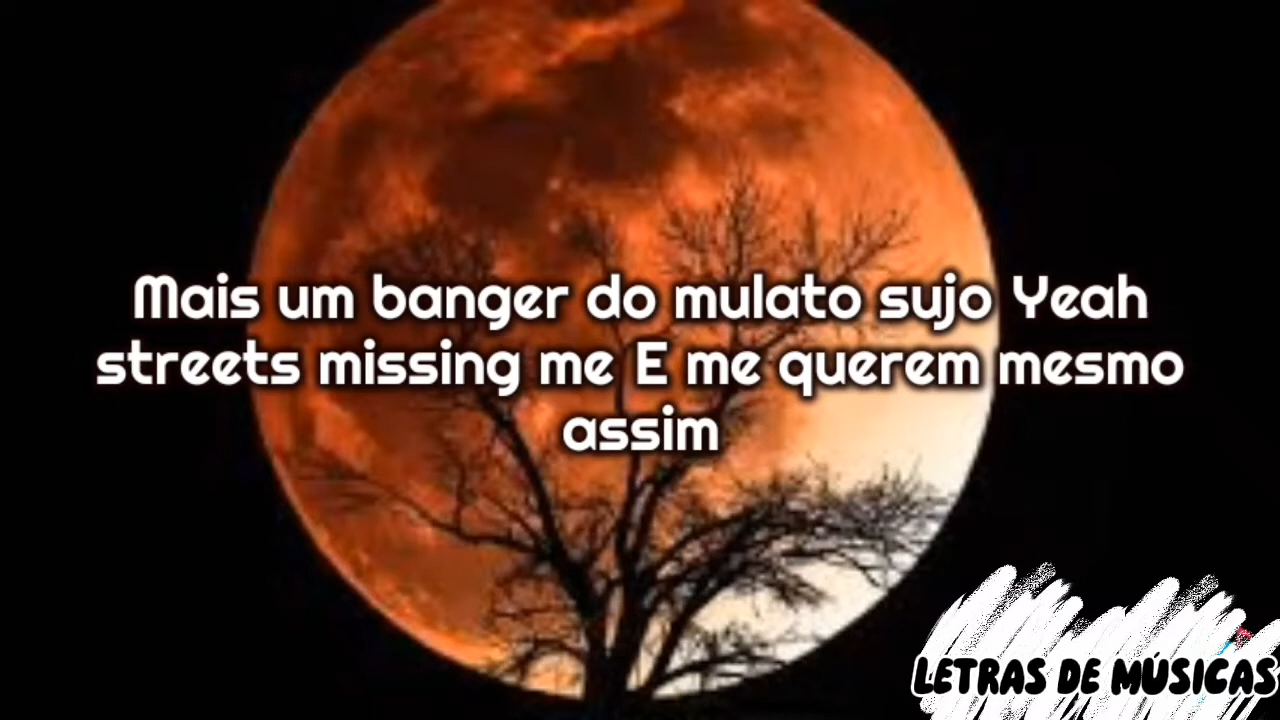 Mais um banger do mulato sujo Yeah
streets missing me E me querem mesmo
assim
LETRAS DE MÚSICAS